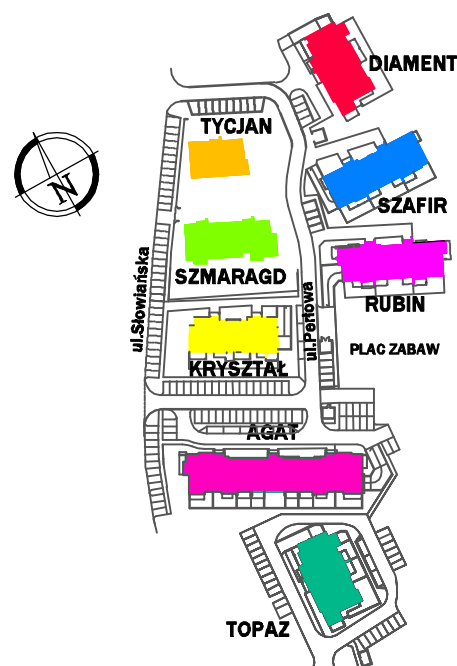 DIAMENT
TYCJAN
N
SZAFIR
ul.Słowiańska
SZMARAGD
ul.Perłowa
RUBIN
PLAC ZABAW
KRYSZTAŁ
AGAT
TOPAZ